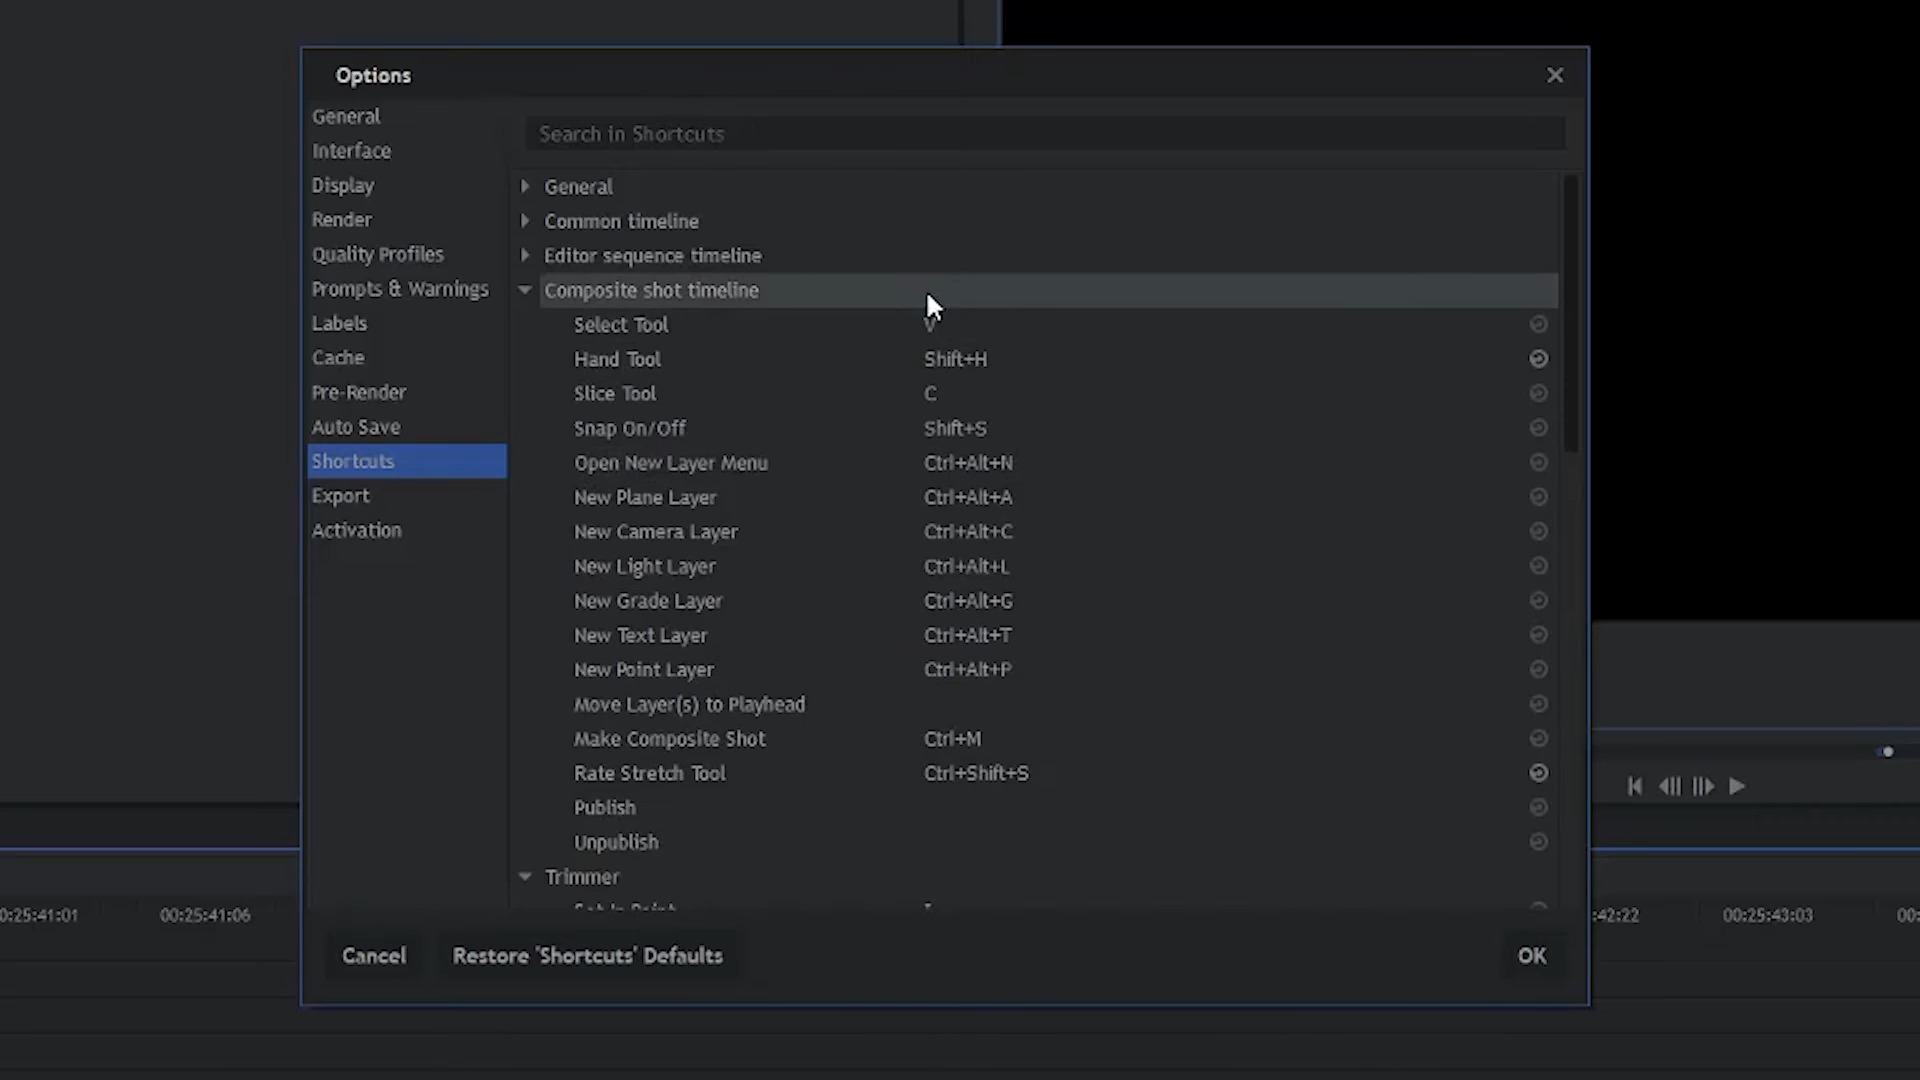 Options
General
Interface
Display
Render
Quality Profiles
Prompts & Warnings
Labels
Cache
Pre-Render
Auto Save
Shortcuts
Export
Activation
Search in Shortcuts
General
Common timeline
Editor sequence timeline
Composite shot timeline
Select Tool V
Hand Tool Shift+H
Slice Tool C
Snap On/Off Shift+S
Open New Layer Menu Ctrl+Alt+N
New Plane Layer Ctrl+Alt+A
New Camera Layer Ctrl+Alt+C
New Light Layer Ctrl+Alt+L
New Grade Layer Ctrl+Alt+G
New Text Layer Ctrl+Alt+T
New Point Layer Ctrl+Alt+P
Move Layer(s) to Playhead
Make Composite Shot Ctrl+M
Rate Stretch Tool Ctrl+Shift+S
Publish
Unpublish
Trimmer
Cancel
Restore 'Shortcuts' Defaults
OK
0:25:41:01
00:25:41:06
:42:22
00:25:43:03
00: